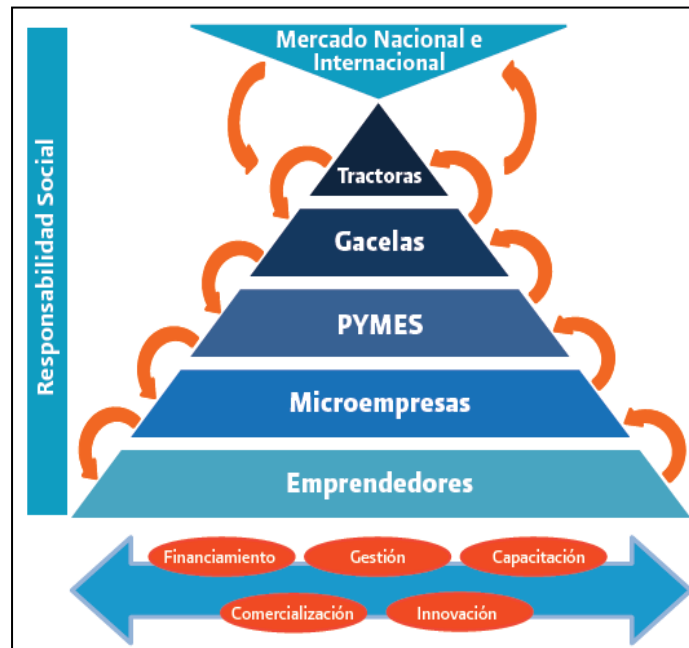 Responsabilidad Social
Mercado Nacional e
Internacional
Tractoras
Gacelas
PYMES
Microempresas
Emprendedores
Financiamiento
Gestión
Capacitación
Comercialización
Innovación